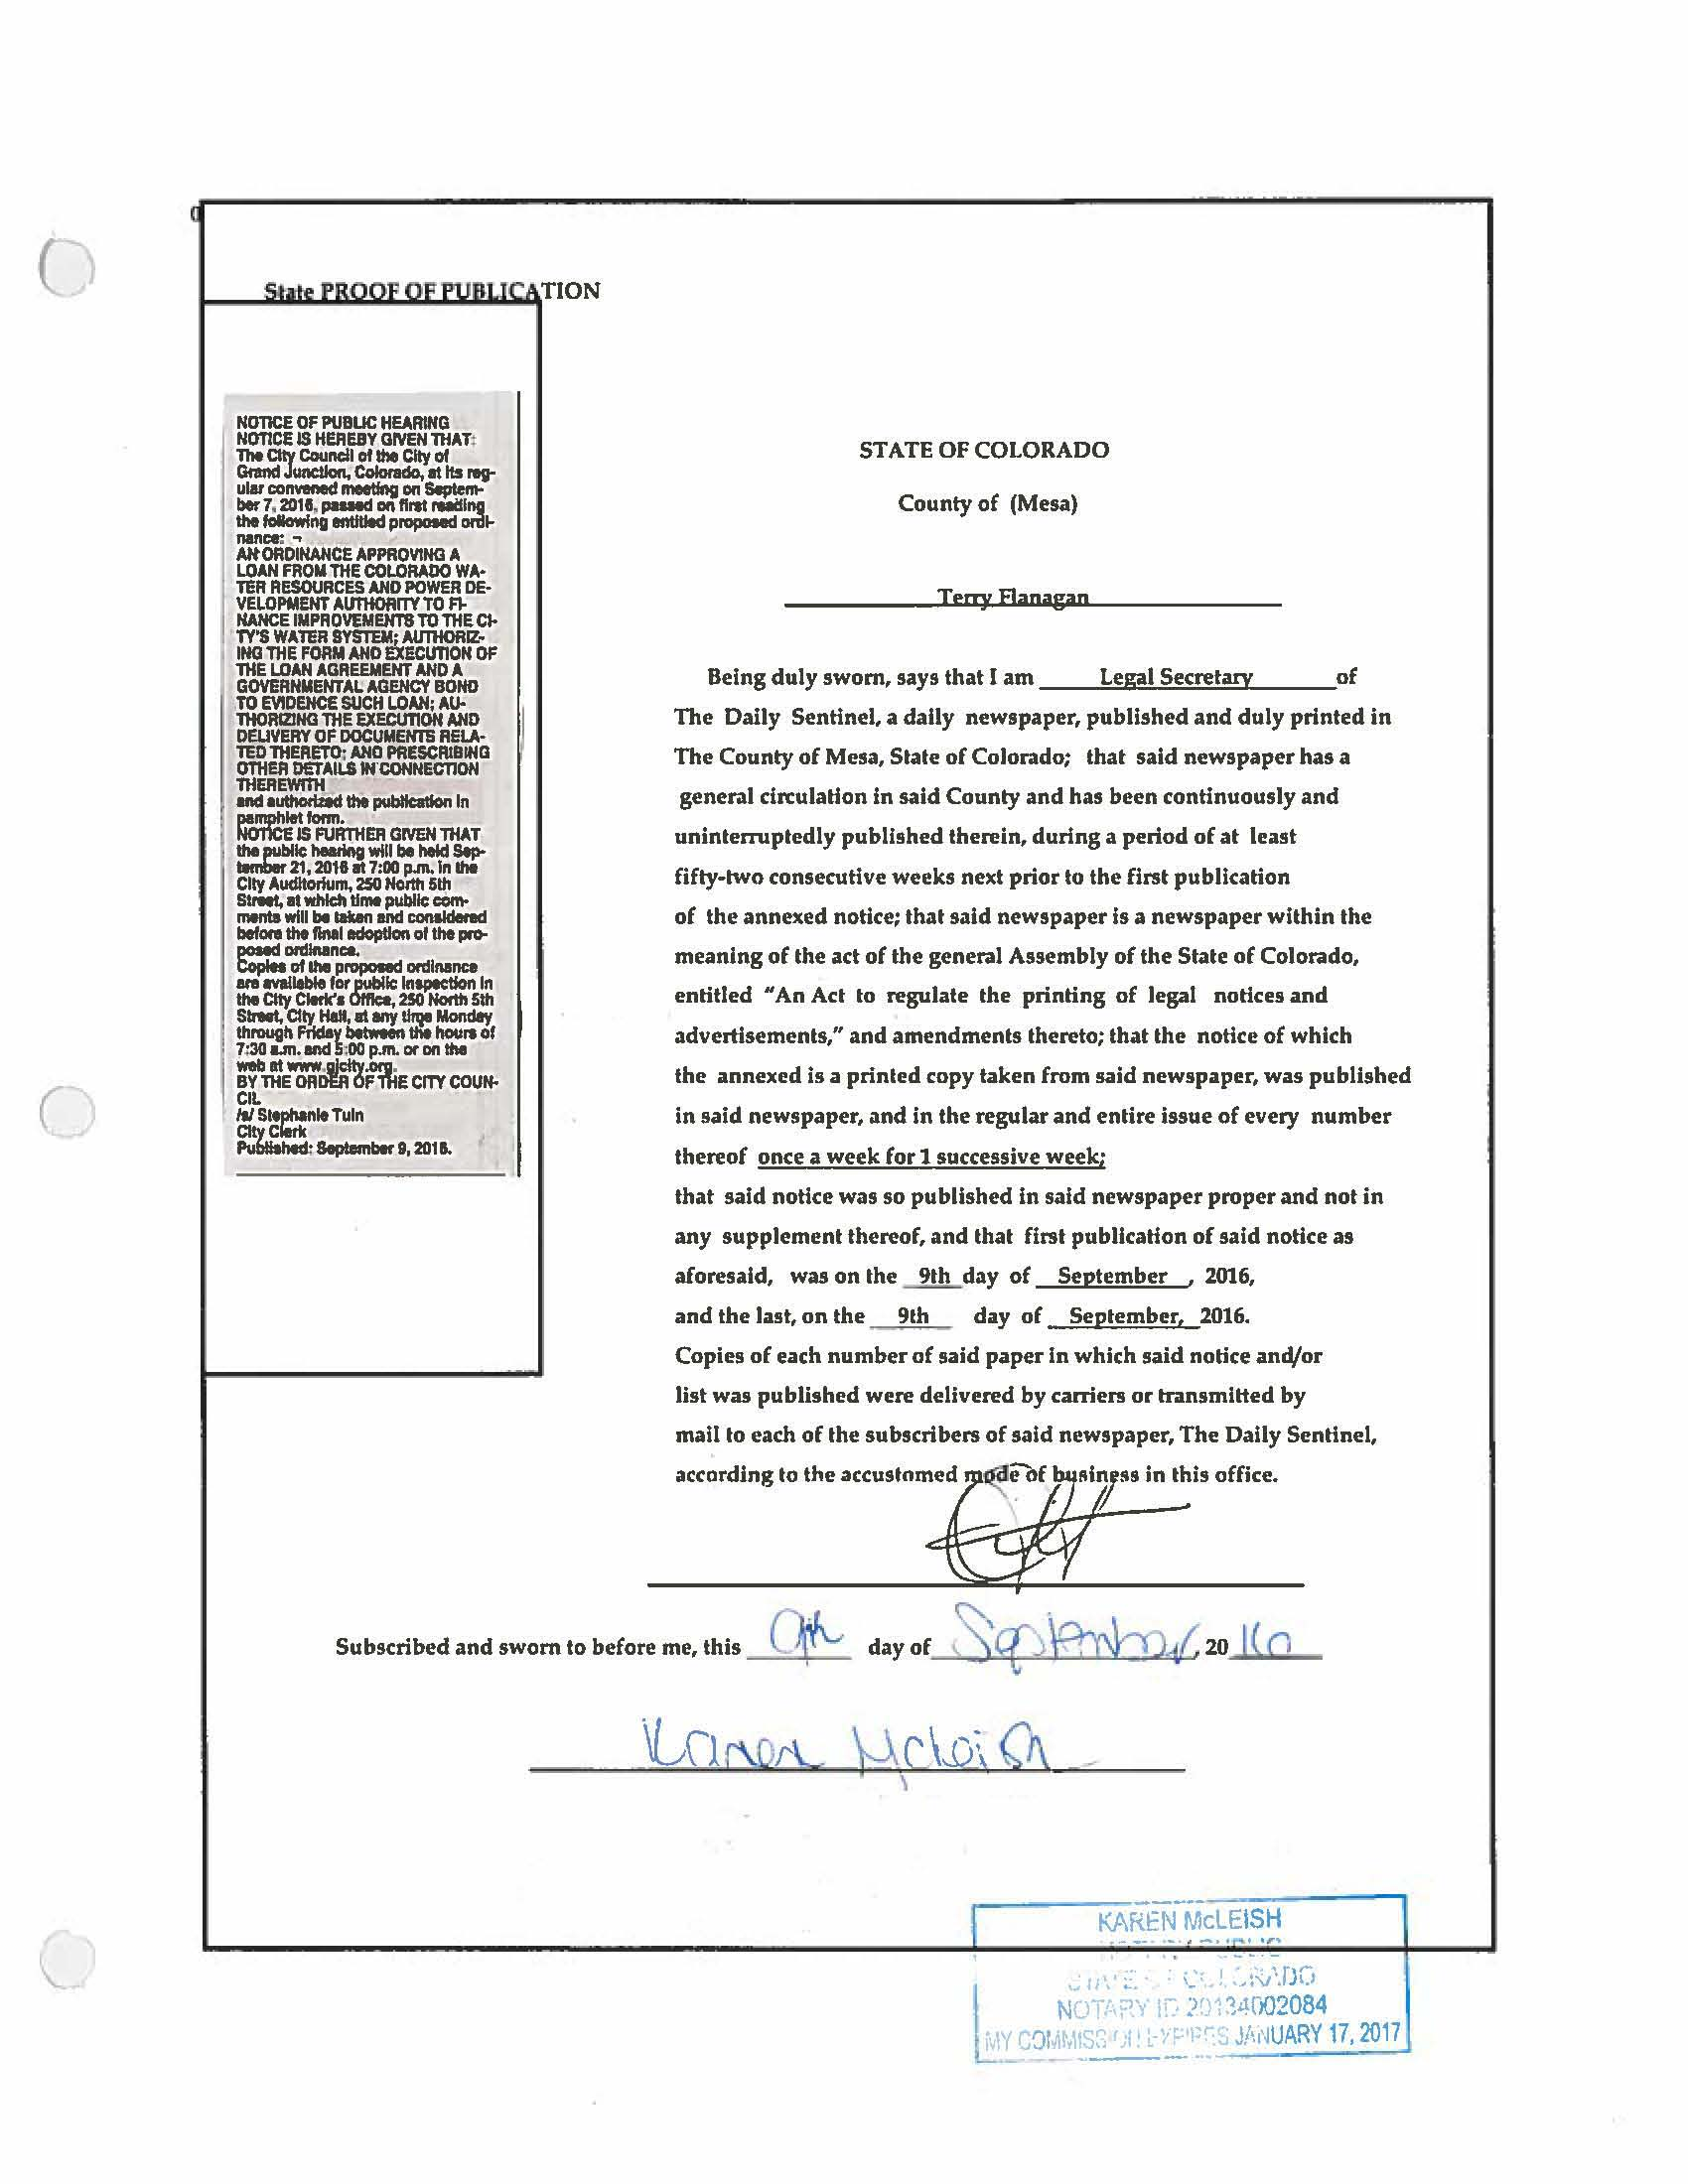 State PROOF OF PUBLICATION
NOTICE OF PUBLIC HEARING
NOTICE IS HEREBY GIVEN THAT:
The City Council of the City of
Grand Junction, Colorado, at its reg-
ular convened meeting on Septem-
ber 7, 2016, passed on first reading
the following entitled proposed ordi-
nance: ¬
AN ORDINANCE APPROVING A
LOAN FROM THE COLORADO WA-
TER RESOURCES AND POWER DE-
VELOPMENT AUTHORITY TO FI-
NANCE IMPROVEMENTS TO THE CI-
TY'S WATER SYSTEM; AUTHORIZ-
ING THE FORM AND EXECUTION OF
THE LOAN AGREEMENT AND A
GOVERNMENTAL AGENCY BOND
TO EVIDENCE SUCH LOAN; AU-
THORIZING THE EXECUTION AND
DELIVERY OF DOCUMENTS RELA-
TED THERETO; AND PRESCRIBING
OTHER DETAILS IN CONNECTION
THEREWITH
and authorized the publication in
pamphlet form.
NOTICE IS FURTHER GIVEN THAT
the public hearing will be held Sep-
tember 21, 2016 at 7:00 p.m. in the
City Auditorium, 250 North 5th
Street, at which time public com-
ments will be taken and considered
before the final adoption of the pro-
posed ordinance.
Copies of the proposed ordinance
are available for public inspection in
the City Clerk's Office, 250 North 5th
Street, City Hall, at any time Monday
through Friday between the hours of
7:30 a.m. and 5:00 p.m. or on the
web at www.gjcity.org.
BY THE ORDER OF THE CITY COUN-
CIL
/s/ Stephanie Tuin
City Clerk
Published: September 9, 2016.
STATE OF COLORADO
County of (Mesa)
Terry Flanagan
Being duly sworn, says that I am Legal Secretary of
The Daily Sentinel, a daily newspaper, published and duly printed in
The County of Mesa, State of Colorado; that said newspaper has a
general circulation in said County and has been continuously and
uninterruptedly published therein, during a period of at least
fifty-two consecutive weeks next prior to the first publication
of the annexed notice; that said newspaper is a newspaper within the
meaning of the act of the general Assembly of the State of Colorado,
entitled “An Act to regulate the printing of legal notices and
advertisements,” and amendments thereto; that the notice of which
the annexed is a printed copy taken from said newspaper, was published
in said newspaper, and in the regular and entire issue of every number
thereof once a week for 1 successive week;
that said notice was so published in said newspaper proper and not in
any supplement thereof, and that first publication of said notice as
aforesaid, was on the 9th day of September , 2016,
and the last, on the 9th day of September, 2016.
Copies of each number of said paper in which said notice and/or
list was published were delivered by carriers or transmitted by
mail to each of the subscribers of said newspaper, The Daily Sentinel,
according to the accustomed mode of business in this office.
Subscribed and sworn to before me, this 9th day of September, 20 16
Karen McLeish
KAREN McLEISH
NOTARY PUBLIC
STATE OF COLORADO
NOTARY ID 20134002084
MY COMMISSION EXPIRES JANUARY 17, 2017